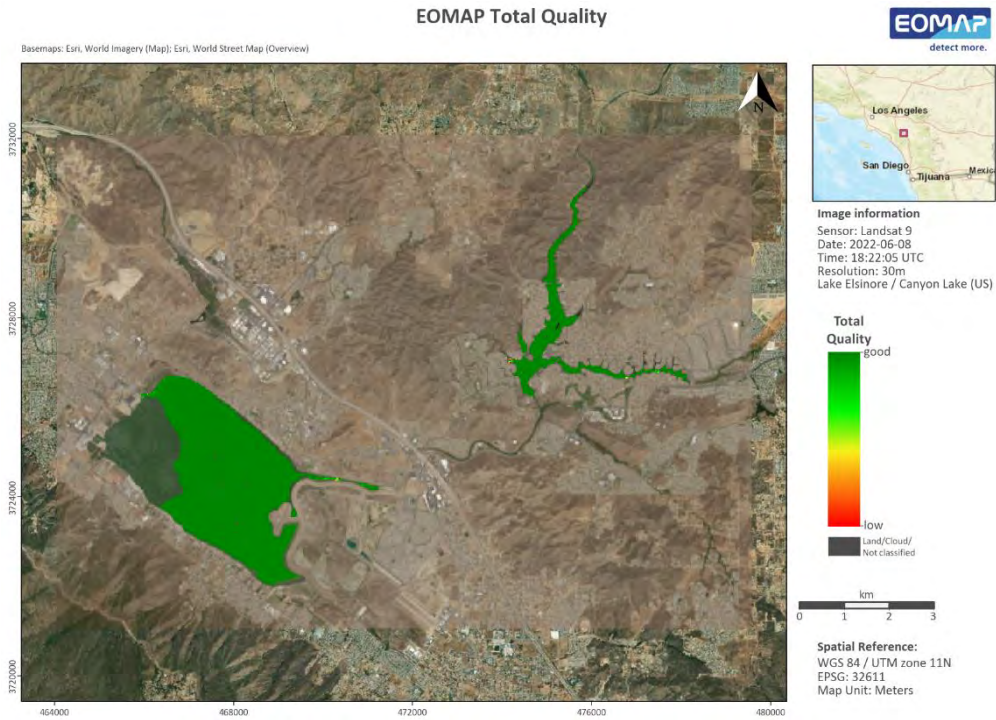 EOMAP Total Quality
EOMAP
detect more.
Basemaps: Esri, World Imagery (Map); Esri, World Street Map (Overview)
N
3732000
3728000
3724000
3720000
464000
468000
472000
476000
480000
Los Angeles
San Diego
Tijuana
Mexic
Image information
Sensor: Landsat 9
Date: 2022-06-08
Time: 18:22:05 UTC
Resolution: 30m
Lake Elsinore / Canyon Lake (US)
Total
Quality
good
low
Land/Cloud/
Not classified
km
0 1 2 3
Spatial Reference:
WGS 84 / UTM zone 11N
EPSG: 32611
Map Unit: Meters